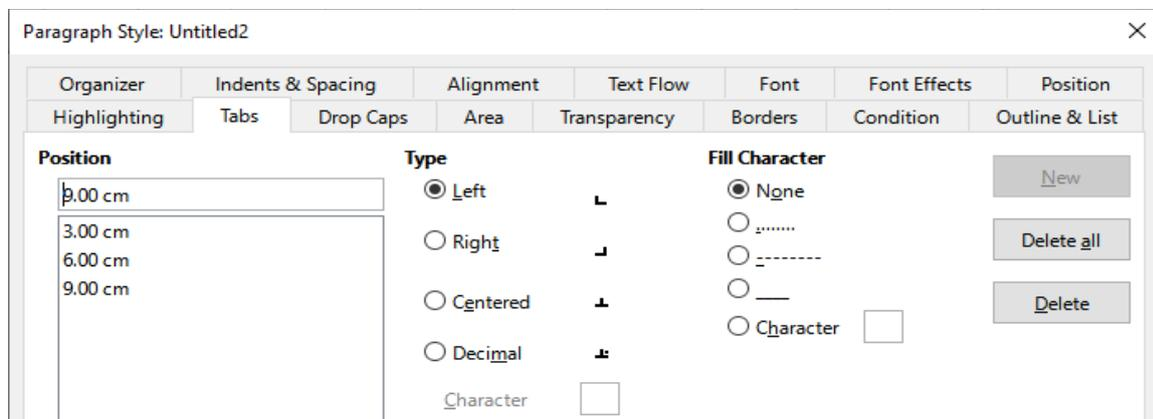 Paragraph Style: Untitled2
Organizer Indents & Spacing Alignment Text Flow Font Font Effects Position
Highlighting Tabs Drop Caps Area Transparency Borders Condition Outline & List
Position Type Fill Character
9.00 cm
3.00 cm
6.00 cm
9.00 cm
Left
Right
Centered
Decimal
Character
None
........
--------
____
Character
New
Delete all
Delete